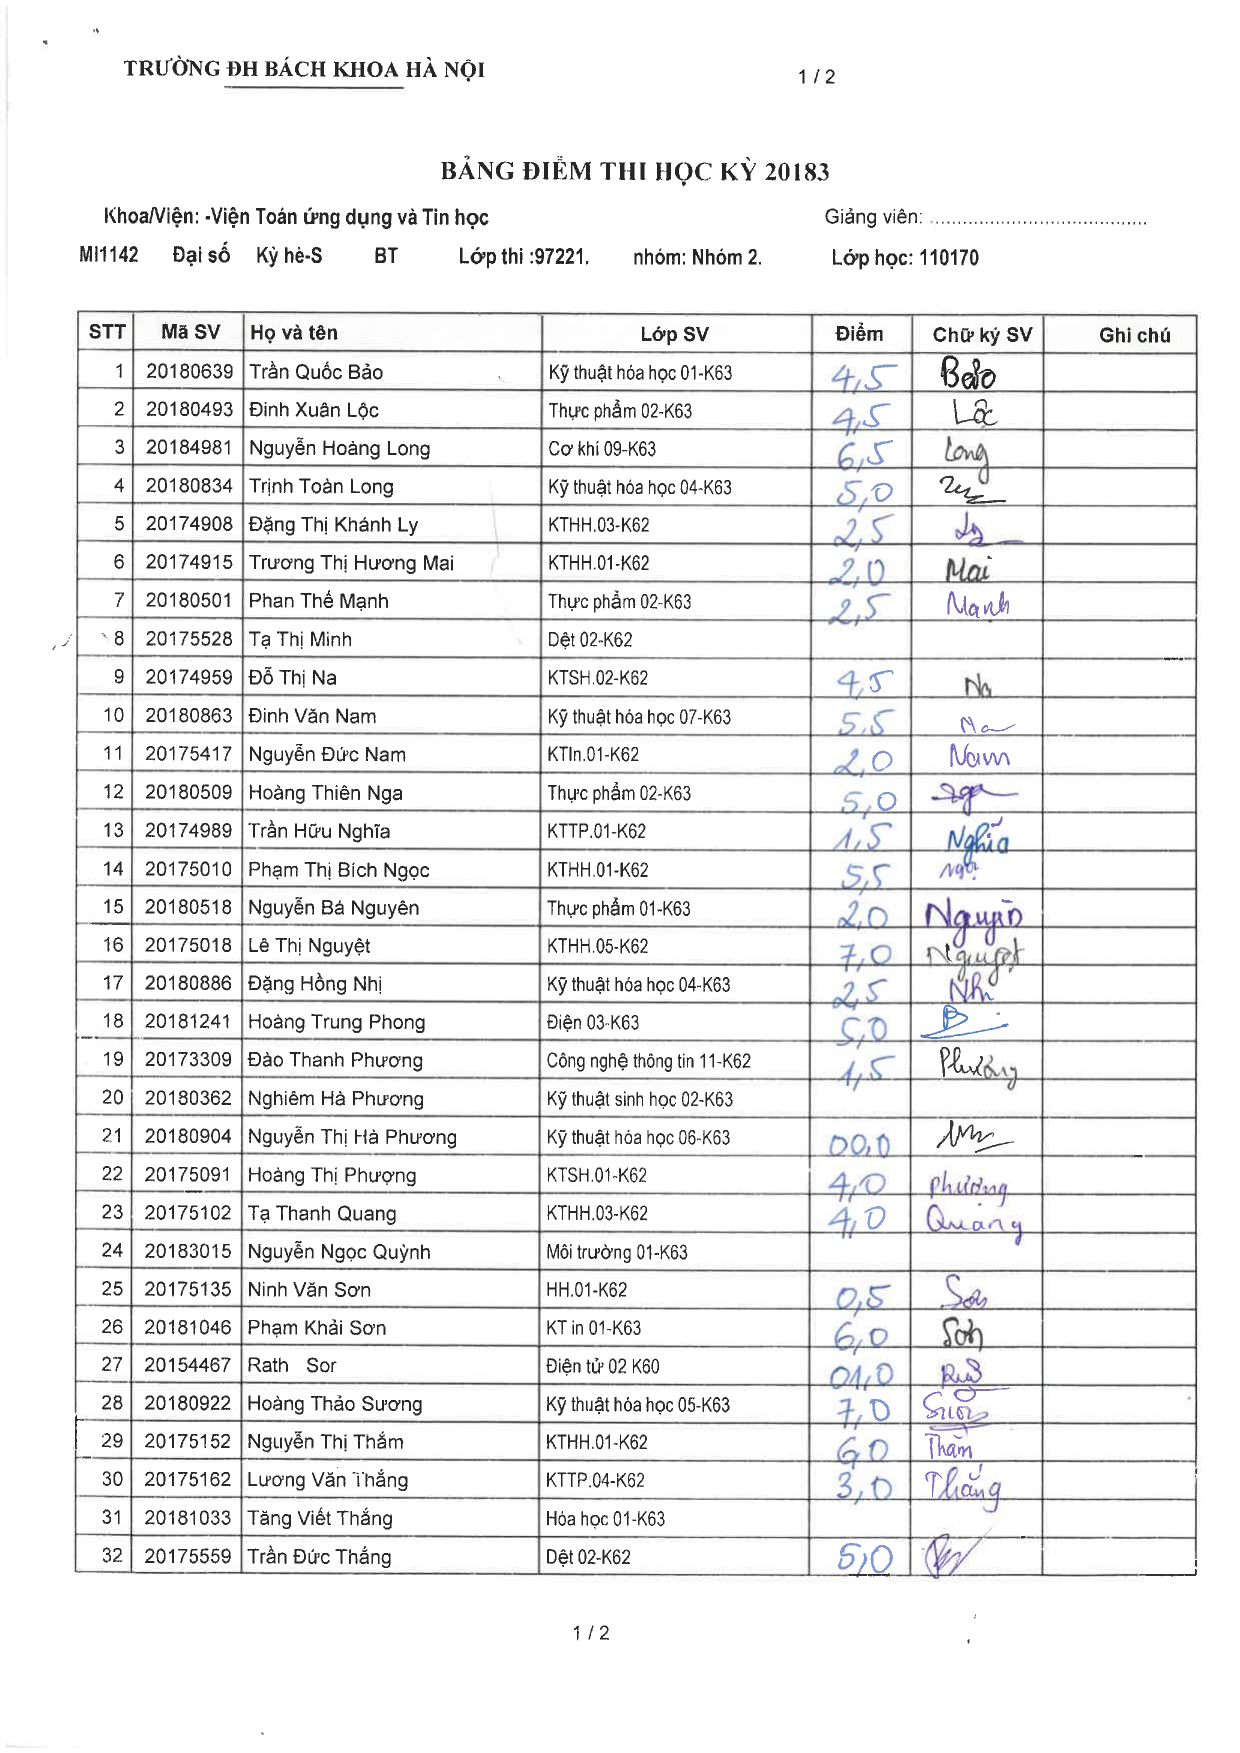 TRƯỜNG ĐH BÁCH KHOA HÀ NỘI
1 / 2
BẢNG ĐIỂM THI HỌC KỲ 20183
Khoa/Viện: -Viện Toán ứng dụng và Tin học Giảng viên: ........................................
MI1142 Đại số Kỳ hè-S BT Lớp thi :97221. nhóm: Nhóm 2. Lớp học: 110170
STT Mã SV Họ và tên Lớp SV Điểm Chữ ký SV Ghi chú
1 20180639 Trần Quốc Bảo Kỹ thuật hóa học 01-K63 4,5 Bảo
2 20180493 Đinh Xuân Lộc Thực phẩm 02-K63 4,5 Lộc
3 20184981 Nguyễn Hoàng Long Cơ khí 09-K63 6,5 Long
4 20180834 Trịnh Toàn Long Kỹ thuật hóa học 04-K63 5,0
5 20174908 Đặng Thị Khánh Ly KTHH.03-K62 2,5 Ly
6 20174915 Trương Thị Hương Mai KTHH.01-K62 2,0 Mai
7 20180501 Phan Thế Mạnh Thực phẩm 02-K63 2,5 Mạnh
8 20175528 Tạ Thị Minh Dệt 02-K62
9 20174959 Đỗ Thị Na KTSH.02-K62 4,5 Na
10 20180863 Đinh Văn Nam Kỹ thuật hóa học 07-K63 5,5
11 20175417 Nguyễn Đức Nam KTIn.01-K62 2,0 Nam
12 20180509 Hoàng Thiên Nga Thực phẩm 02-K63 5,0 Nga
13 20174989 Trần Hữu Nghĩa KTTP.01-K62 1,5 Nghĩa
14 20175010 Phạm Thị Bích Ngọc KTHH.01-K62 5,5 Ngọc
15 20180518 Nguyễn Bá Nguyên Thực phẩm 01-K63 2,0 Nguyên
16 20175018 Lê Thị Nguyệt KTHH.05-K62 7,0 Nguyệt
17 20180886 Đặng Hồng Nhị Kỹ thuật hóa học 04-K63 2,5 Nhị
18 20181241 Hoàng Trung Phong Điện 03-K63 5,0
19 20173309 Đào Thanh Phương Công nghệ thông tin 11-K62 1,5 Phương
20 20180362 Nghiêm Hà Phương Kỹ thuật sinh học 02-K63
21 20180904 Nguyễn Thị Hà Phương Kỹ thuật hóa học 06-K63 00,0
22 20175091 Hoàng Thị Phượng KTSH.01-K62 4,0 Phượng
23 20175102 Tạ Thanh Quang KTHH.03-K62 4,0 Quang
24 20183015 Nguyễn Ngọc Quỳnh Môi trường 01-K63
25 20175135 Ninh Văn Sơn HH.01-K62 0,5 Sơn
26 20181046 Phạm Khải Sơn KT in 01-K63 6,0 Sơn
27 20154467 Rath Sor Điện tử 02 K60 01,0
28 20180922 Hoàng Thảo Sương Kỹ thuật hóa học 05-K63 7,0 Sương
29 20175152 Nguyễn Thị Thắm KTHH.01-K62 6,0 Thắm
30 20175162 Lương Văn Thắng KTTP.04-K62 3,0 Thắng
31 20181033 Tăng Viết Thắng Hóa học 01-K63
32 20175559 Trần Đức Thắng Dệt 02-K62 5,0
1 / 2